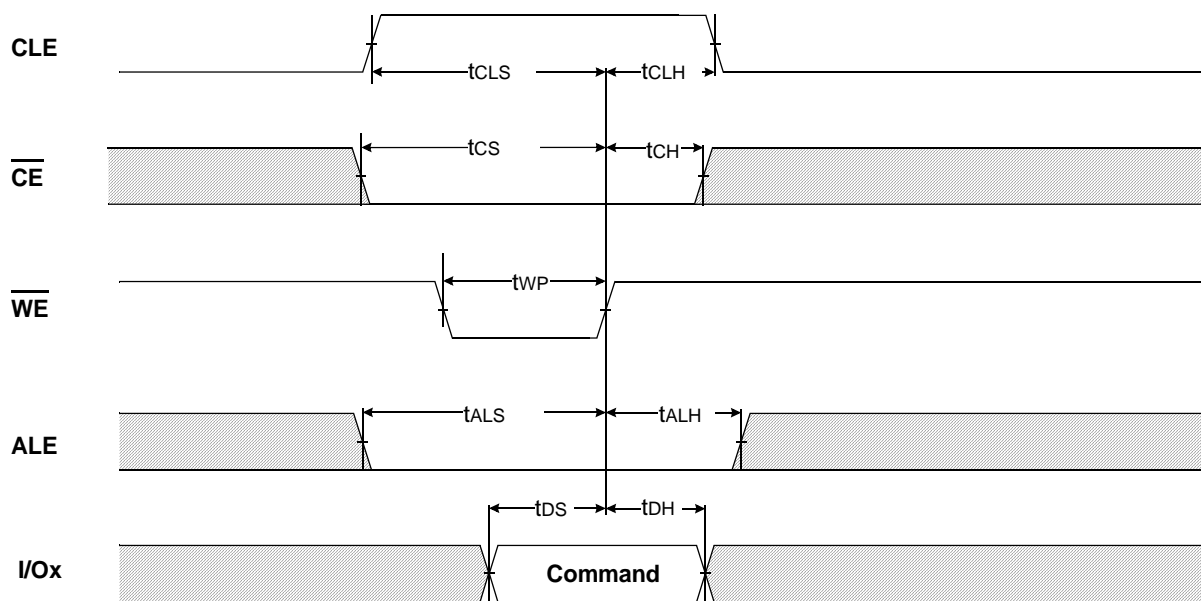 CLE
tCLS
tCLH
CE
tCS
tCH
WE
tWP
ALE
tALS
tALH
I/Ox
tDS
tDH
Command